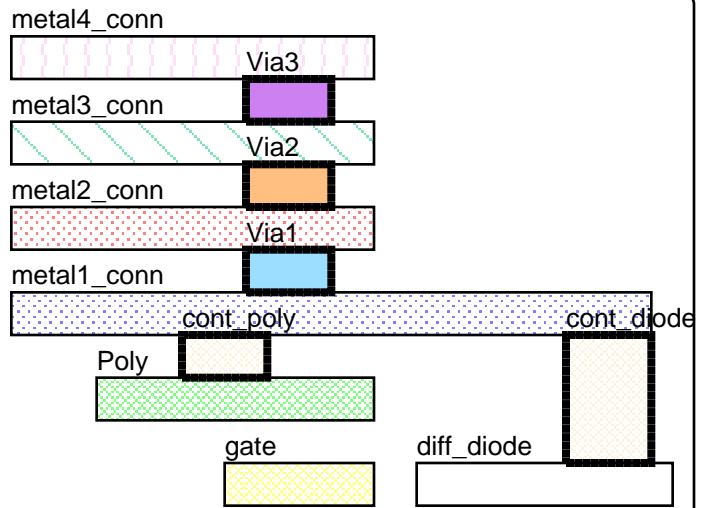 metal4_conn
Via3
metal3_conn
Via2
metal2_conn
Via1
metal1_conn
cont_poly
cont_diode
Poly
gate
diff_diode